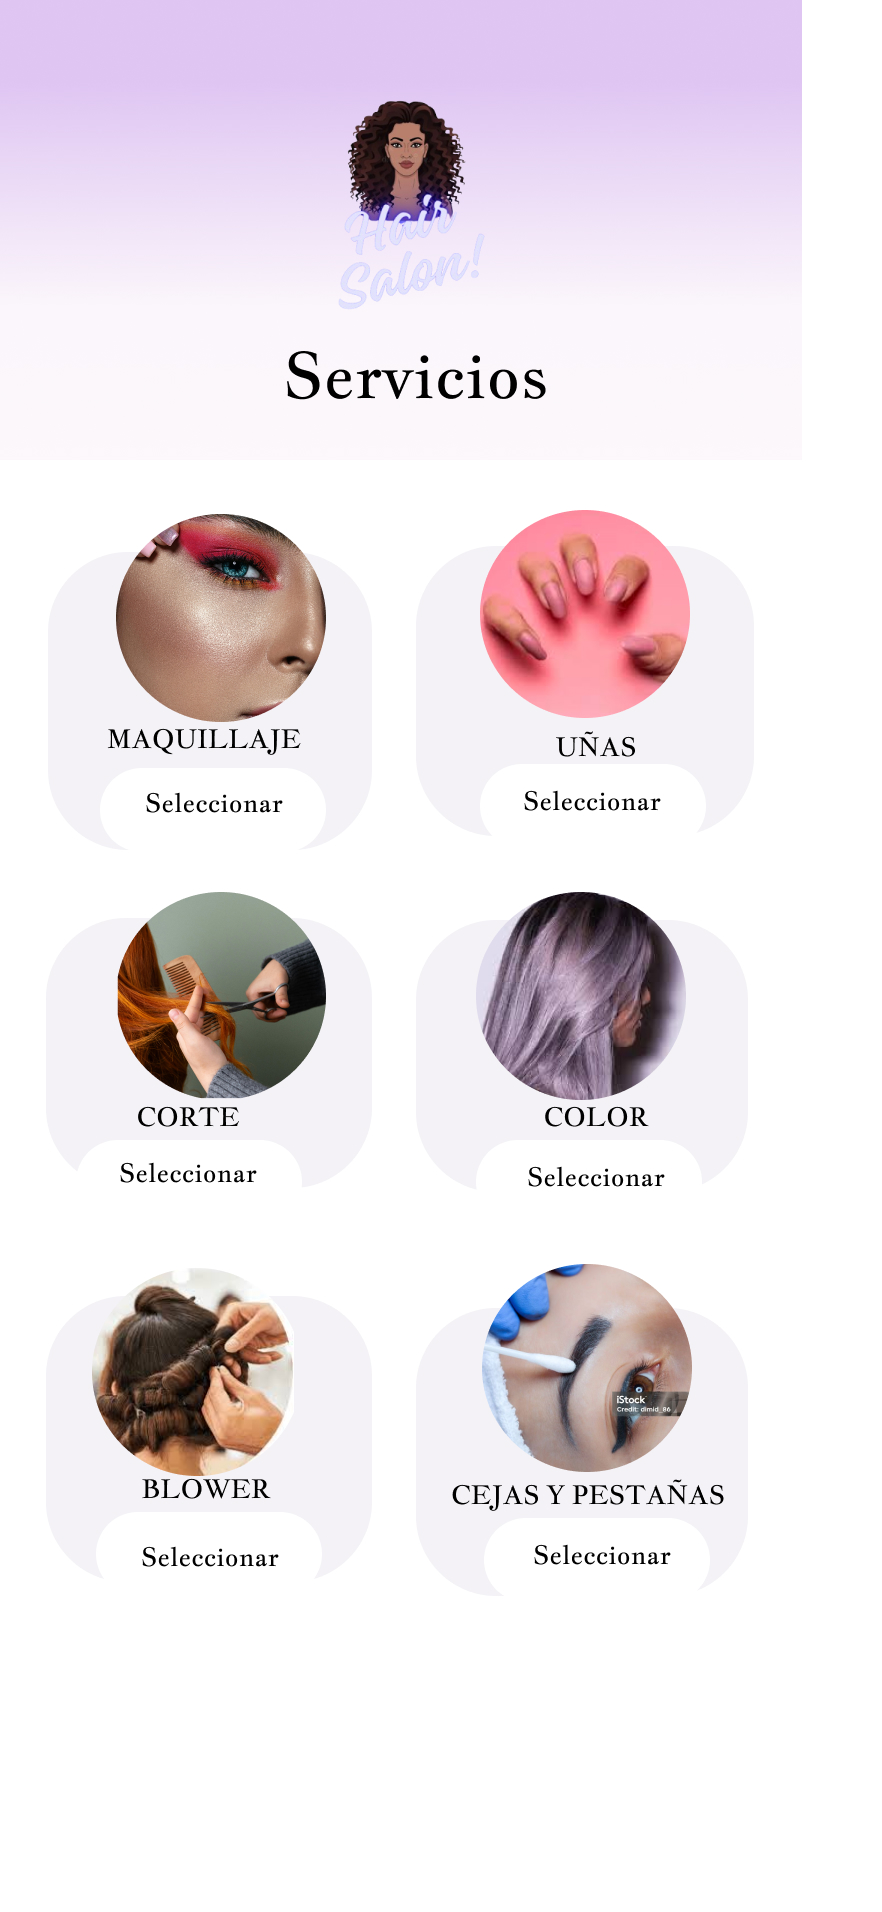 Hair
Salon!
Servicios
MAQUILLAJE
Seleccionar
UÑAS
Seleccionar
CORTE
Seleccionar
COLOR
Seleccionar
BLOWER
Seleccionar
iStock
Credit: dimid_86
CEJAS Y PESTAÑAS
Seleccionar